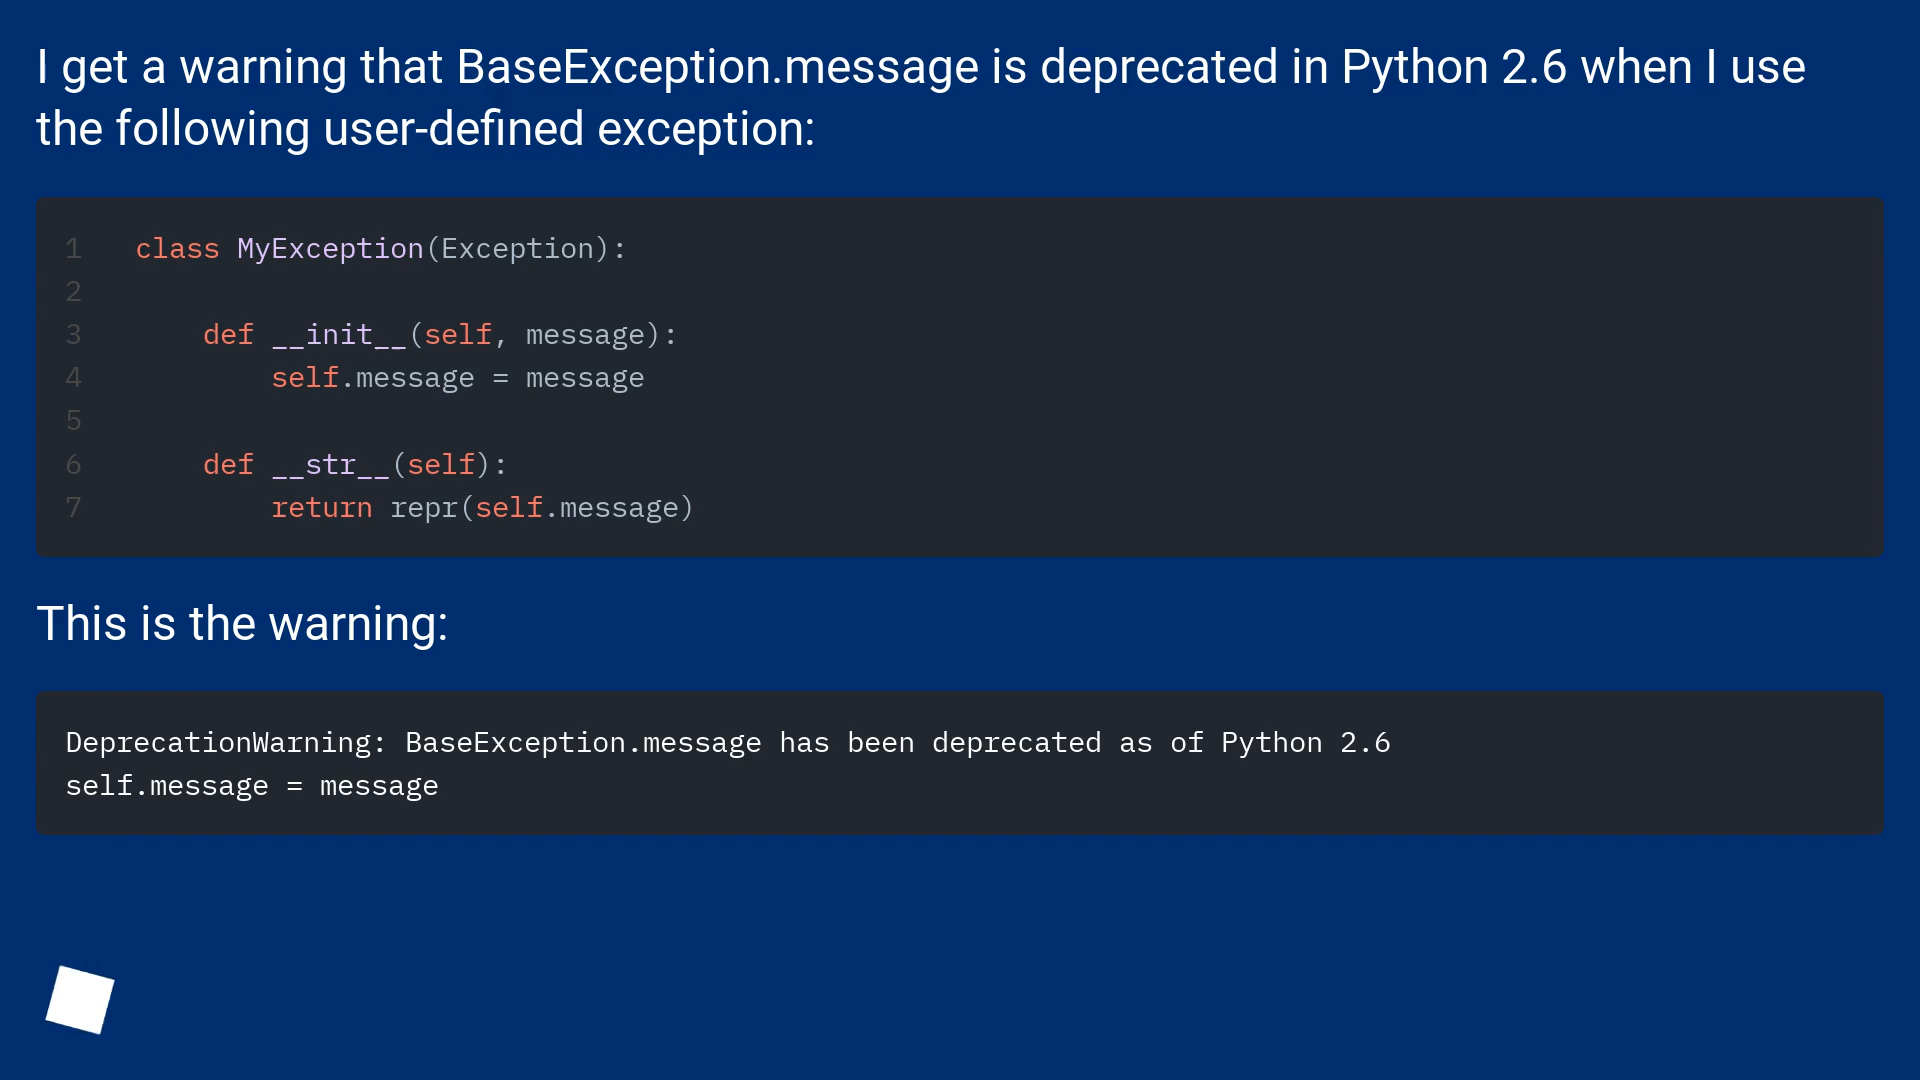 I get a warning that BaseException.message is deprecated in Python 2.6 when I use
the following user-defined exception:
1 class MyException(Exception):
2
3 def __init__(self, message):
4 self.message = message
5
6 def __str__(self):
7 return repr(self.message)
This is the warning:
DeprecationWarning: BaseException.message has been deprecated as of Python 2.6
self.message = message